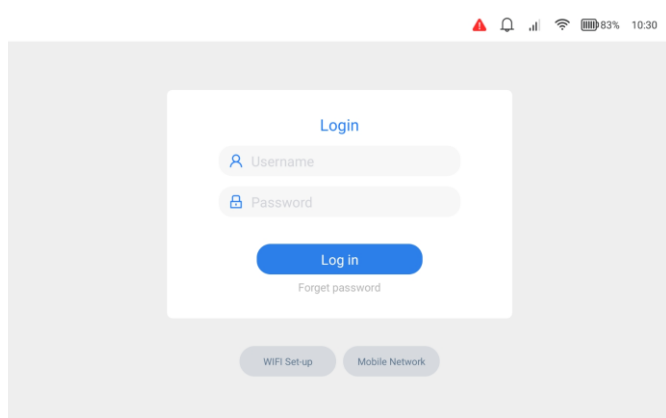 83% 10:30
Login
Username
Password
Log in
Forget password
WIFI Set-up Mobile Network